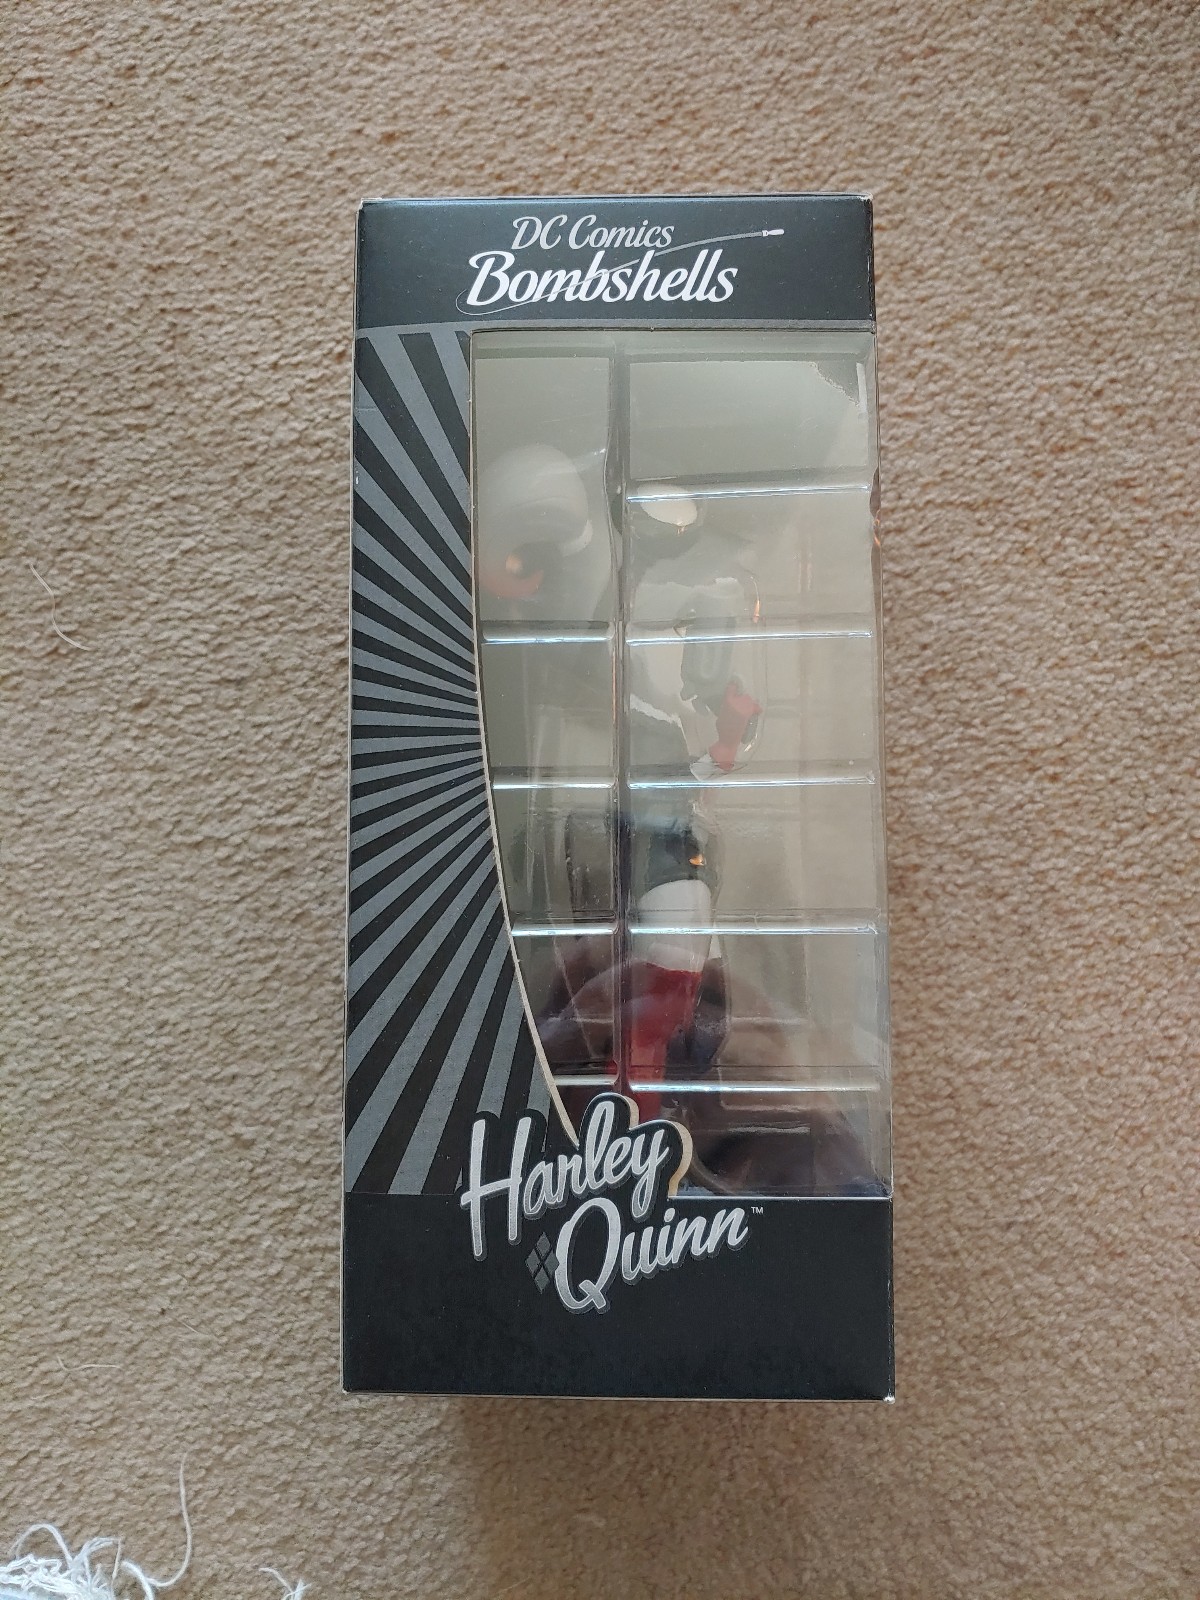 DC Comics
Bombshells
Harley
Quinn™